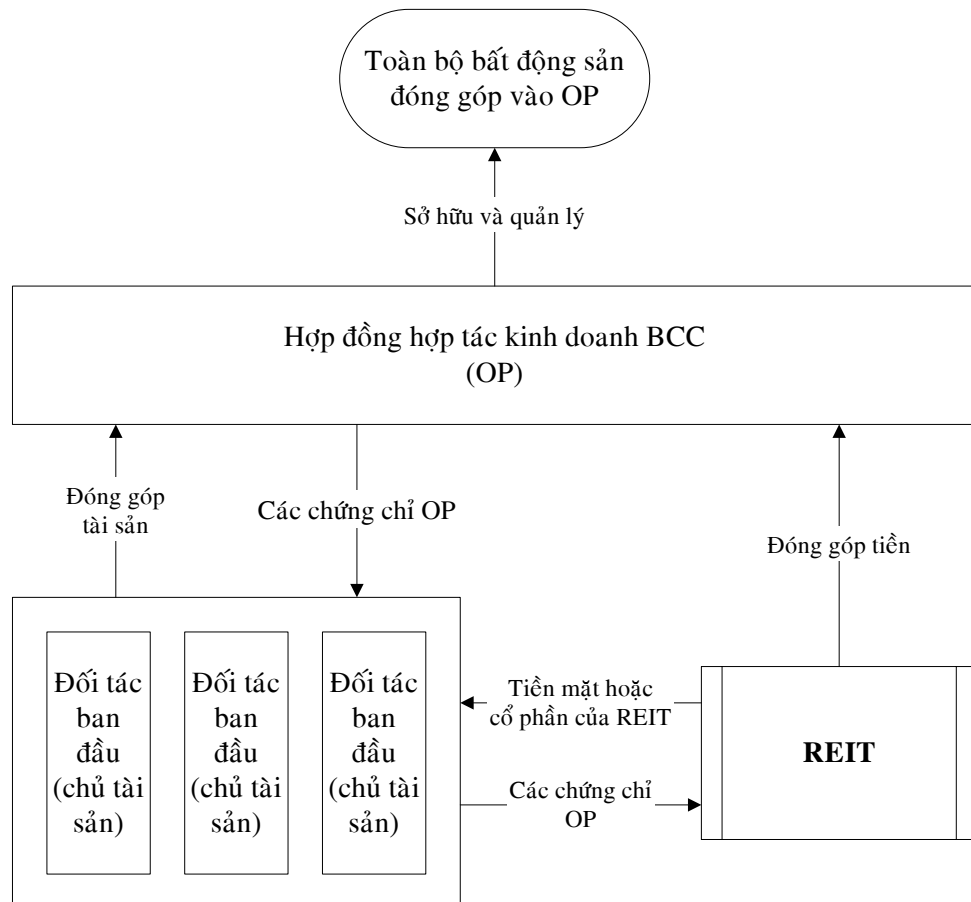 Toàn bộ bất động sản
đóng góp vào OP
Sở hữu và quản lý
Hợp đồng hợp tác kinh doanh BCC
(OP)
Đóng góp
tài sản
Các chứng chỉ OP
Đóng góp tiền
Đối tác
ban
đầu
(chủ tài
sản)
Đối tác
ban
đầu
(chủ tài
sản)
Đối tác
ban
đầu
(chủ tài
sản)
Tiền mặt hoặc
cổ phần của REIT
Các chứng chỉ
OP
REIT